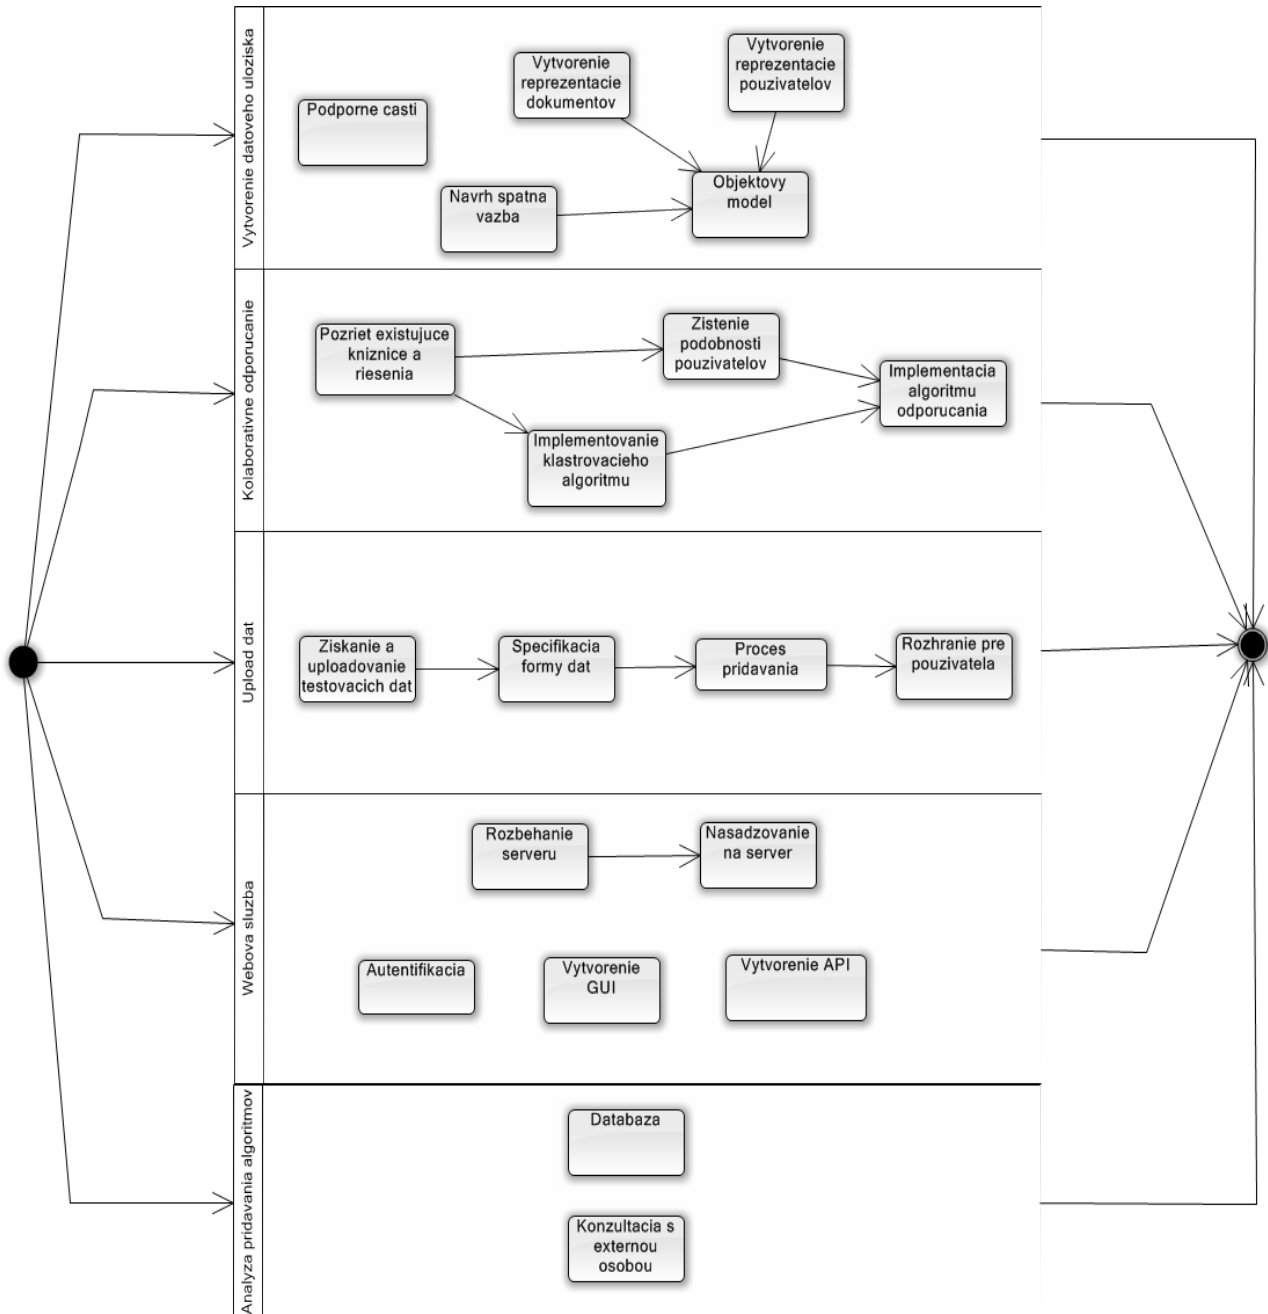 Vytvorenie datoveho uloziska
Podporne casti
Vytvorenie
reprezentacie
dokumentov
Vytvorenie
reprezentacie
pouzivatelov
Navrh spatna
vazba
Objektovy
model
Kolaborativne odporucanie
Pozriet existujuce
kniznice a
riesenia
Zistenie
podobnosti
pouzivatelov
Implementovanie
klastrovacieho
algoritmu
Implementacia
algoritmu
odporucania
Upload dat
Ziskanie a
uploadovanie
testovacich dat
Specifikacia
formy dat
Proces
pridavania
Rozhranie pre
pouzivatela
Webova sluzba
Rozbehanie
serveru
Nasadzovanie
na server
Autentifikacia
Vytvorenie
GUI
Vytvorenie API
Analyza pridavania algoritmov
Databaza
Konzultacia s
externou
osobou